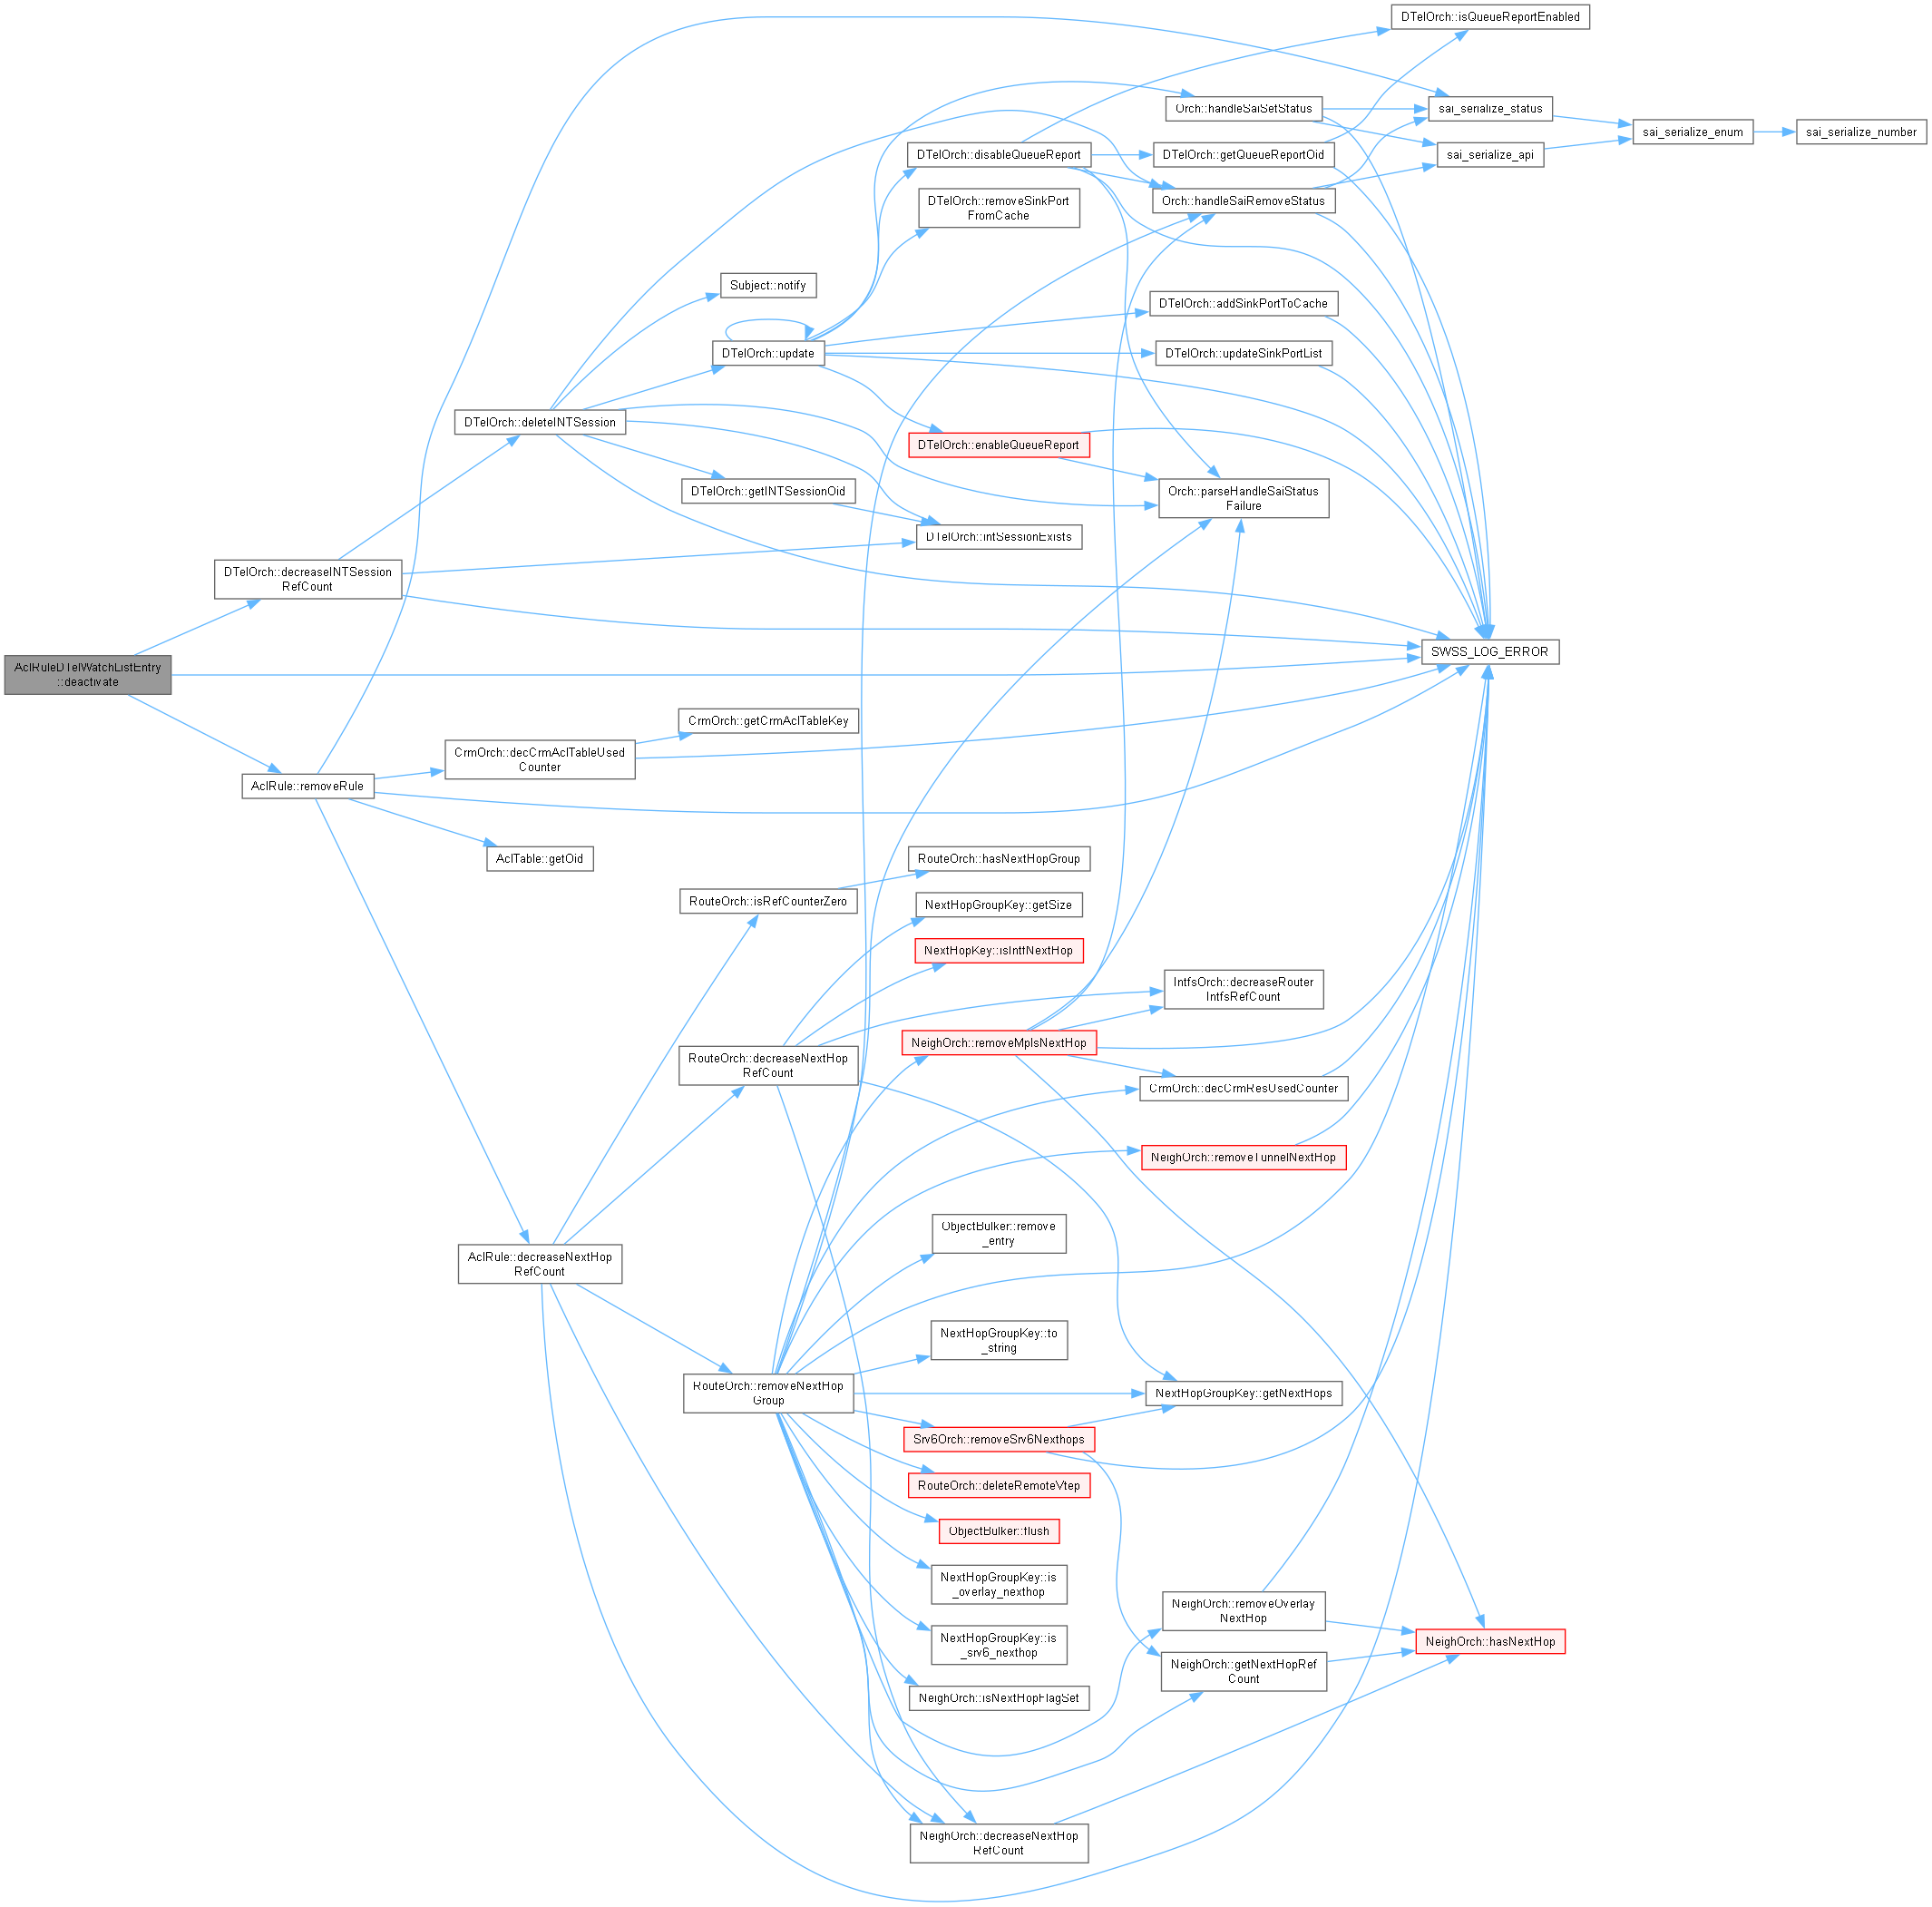 DTelOrch::isQueueReportEnabled
Orch::handleSaiSetStatus
sai_serialize_status
sai_serialize_enum
sai_serialize_number
DTelOrch::disableQueueReport
DTelOrch::getQueueReportOid
sai_serialize_api
DTelOrch::removeSinkPort
FromCache
Orch::handleSaiRemoveStatus
Subject::notify
DTelOrch::addSinkPortToCache
DTelOrch::update
DTelOrch::updateSinkPortList
DTelOrch::deleteINTSession
DTelOrch::enableQueueReport
DTelOrch::getINTSessionOid
Orch::parseHandleSaiStatus
Failure
DTelOrch::intSessionExists
DTelOrch::decreaseINTSession
RefCount
SWSS_LOG_ERROR
AclRuleDTelWatchListEntry
::deactivate
CrmOrch::getCrmAclTableKey
CrmOrch::decCrmAclTableUsed
Counter
AclRule::removeRule
AclTable::getOid
RouteOrch::hasNextHopGroup
RouteOrch::isRefCounterZero
NextHopGroupKey::getSize
NextHopKey::isIntfNextHop
IntfsOrch::decreaseRouter
IntfsRefCount
NeighOrch::removeMplsNextHop
RouteOrch::decreaseNextHop
RefCount
CrmOrch::decCrmResUsedCounter
NeighOrch::removeTunnelNextHop
ObjectBulker::remove
_entry
AclRule::decreaseNextHop
RefCount
NextHopGroupKey::to
_string
RouteOrch::removeNextHop
Group
NextHopGroupKey::getNextHops
Srv6Orch::removeSrv6Nexthops
RouteOrch::deleteRemoteVtep
ObjectBulker::flush
NextHopGroupKey::is
_overlay_nexthop
NeighOrch::removeOverlay
NextHop
NextHopGroupKey::is
_srv6_nexthop
NeighOrch::hasNextHop
NeighOrch::getNextHopRef
Count
NeighOrch::isNextHopFlagSet
NeighOrch::decreaseNextHop
RefCount